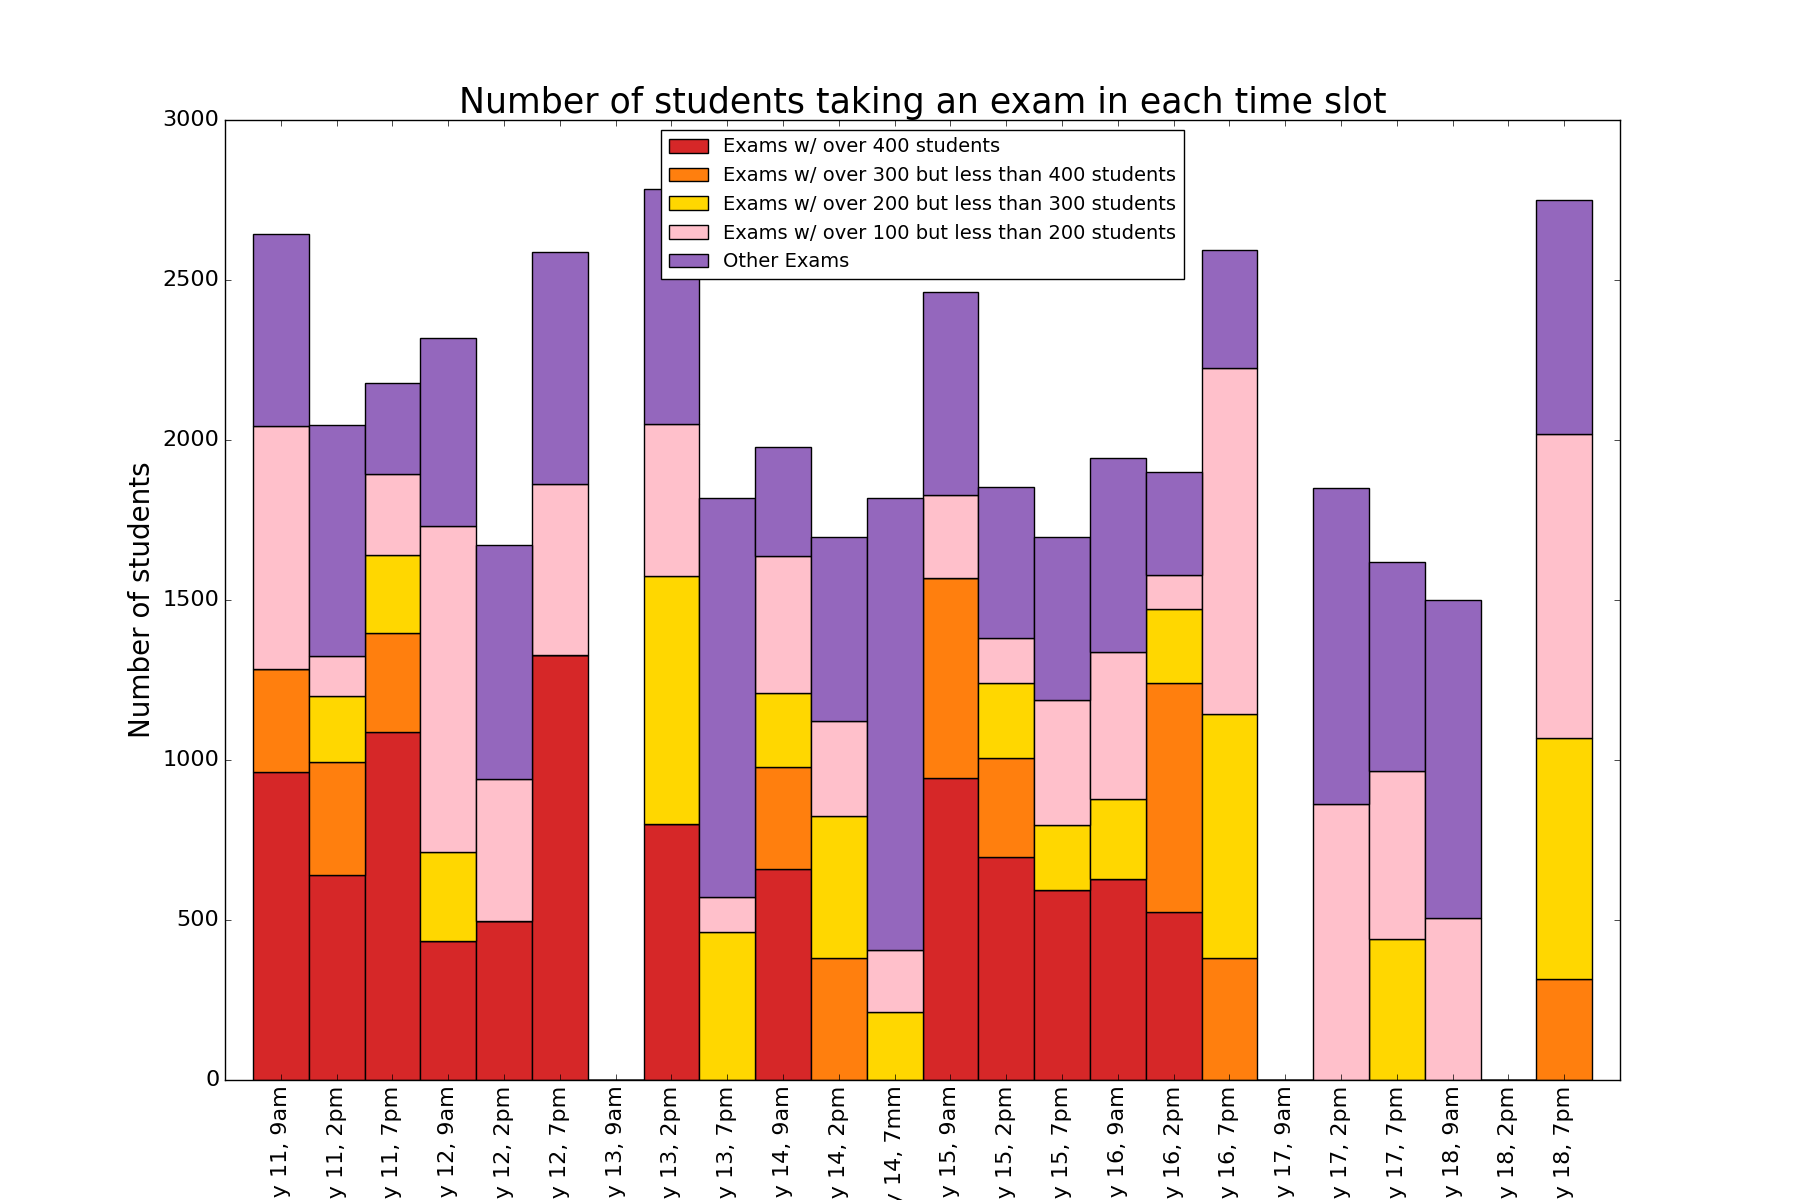 Number of students taking an exam in each time slot
3000
2500
2000
1500
1000
500
0
Number of students
Exams w/ over 400 students
Exams w/ over 300 but less than 400 students
Exams w/ over 200 but less than 300 students
Exams w/ over 100 but less than 200 students
Other Exams
y 11, 9am
y 11, 2pm
y 11, 7pm
y 12, 9am
y 12, 2pm
y 12, 7pm
y 13, 9am
y 13, 2pm
y 13, 7pm
y 14, 9am
y 14, 2pm
y 14, 7mm
y 15, 9am
y 15, 2pm
y 15, 7pm
y 16, 9am
y 16, 2pm
y 16, 7pm
y 17, 9am
y 17, 2pm
y 17, 7pm
y 18, 9am
y 18, 2pm
y 18, 7pm